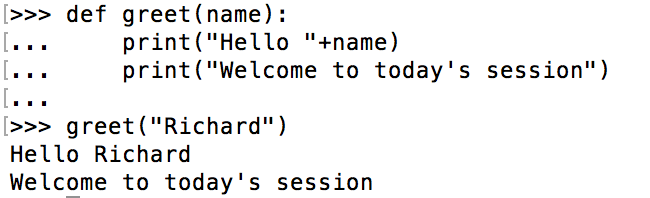 [>>> def greet(name):
[...     print("Hello "+name)
[...     print("Welcome to today's session")
[...
[>>> greet("Richard")
Hello Richard
Welcome to today's session